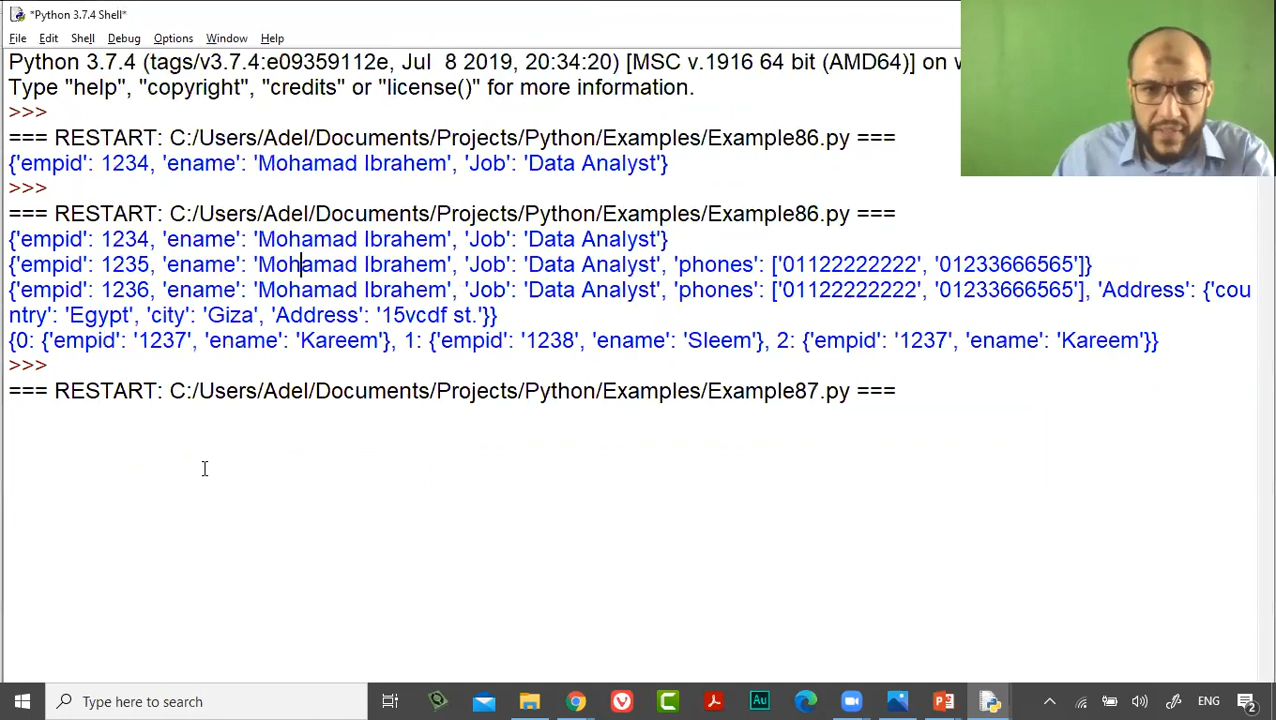 *Python 3.7.4 Shell*
File Edit Shell Debug Options Window Help
Python 3.7.4 (tags/v3.7.4:e09359112e, Jul  8 2019, 20:34:20) [MSC v.1916 64 bit (AMD64)] on w
Type "help", "copyright", "credits" or "license()" for more information.
>>>
=== RESTART: C:/Users/Adel/Documents/Projects/Python/Examples/Example86.py ===
{'empid': 1234, 'ename': 'Mohamad Ibrahem', 'Job': 'Data Analyst'}
>>>
=== RESTART: C:/Users/Adel/Documents/Projects/Python/Examples/Example86.py ===
{'empid': 1234, 'ename': 'Mohamad Ibrahem', 'Job': 'Data Analyst'}
{'empid': 1235, 'ename': 'Mohamad Ibrahem', 'Job': 'Data Analyst', 'phones': ['01122222222', '01233666565']}
{'empid': 1236, 'ename': 'Mohamad Ibrahem', 'Job': 'Data Analyst', 'phones': ['01122222222', '01233666565'], 'Address': {'cou
ntry': 'Egypt', 'city': 'Giza', 'Address': '15vcdf st.'}}
{0: {'empid': '1237', 'ename': 'Kareem'}, 1: {'empid': '1238', 'ename': 'Sleem'}, 2: {'empid': '1237', 'ename': 'Kareem'}}
>>>
=== RESTART: C:/Users/Adel/Documents/Projects/Python/Examples/Example87.py ===
Type here to search
Au
ENG
2